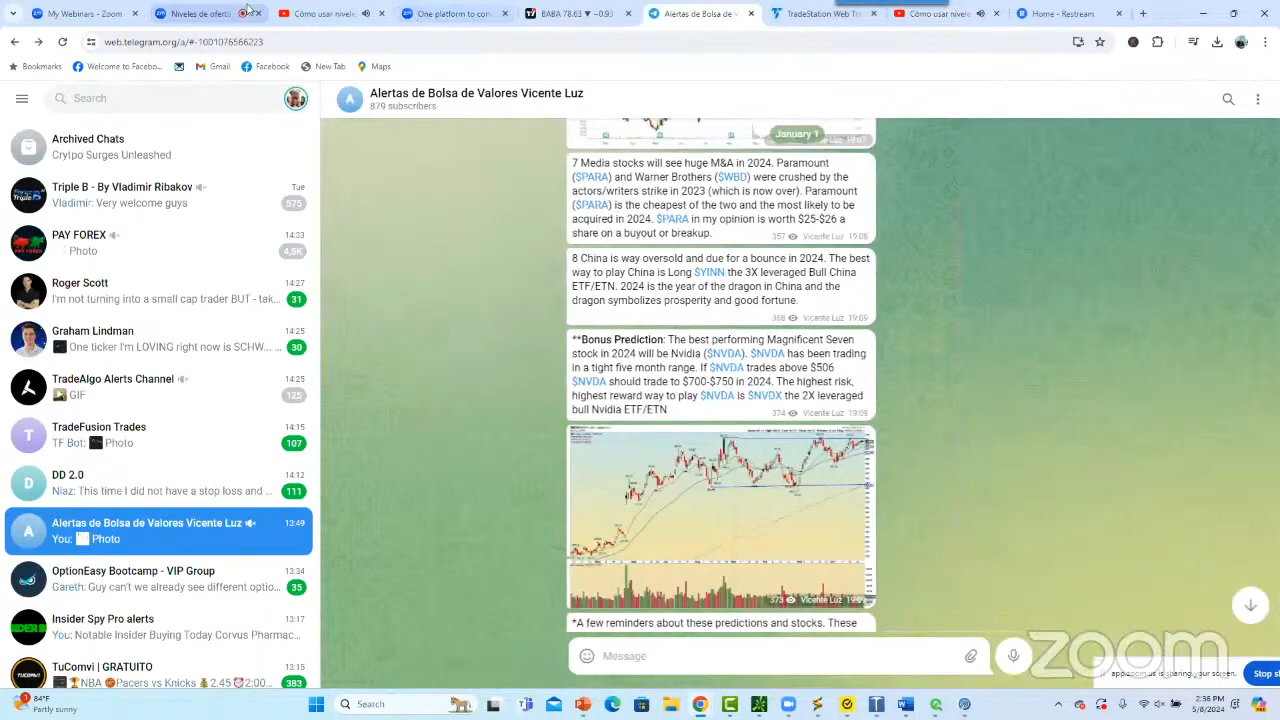 My Webinars - Zoom
Niveles de oferta
Cómo usar nivele
One platform to
78.63 ▼ −0.93
Alertas de Bolsa de V
TradeStation Web Ti
Cómo usar nivele
Home - Restream
web.telegram.org/a/#-1001076566223
Bookmarks
Welcome to Facebo...
Gmail
Facebook
New Tab
Maps
Search
Alertas de Bolsa de Valores Vicente Luz
879 subscribers
Archived Chats
Crytpo Surges Unleashed
Triple B - By Vladimir Ribakov
Tue
Vladimir: Very welcome guys
575
PAY FOREX
14:33
Photo
4,5K
Roger Scott
14:27
I'm not turning into a small cap trader BUT - tak...
31
Graham Lindman
14:25
One ticker I'm LOVING right now is SCHW... ...
30
TradeAlgo Alerts Channel
14:25
GIF
125
TradeFusion Trades
14:15
TF Bot: Photo
107
DD 2.0
14:12
Niaz: This time I did not have a stop loss and ...
111
Alertas de Bolsa de Valores Vicente Luz
13:49
You: Photo
OptionEasy Bootcamp - VIP Group
13:34
Gareth: Guy can't we already see different optio...
35
Insider Spy Pro alerts
13:17
You: Notable Insider Buying Today Corvus Pharmac...
TuComvi | GRATUITO
13:15
NBA Pacers vs Knicks 2.45 2:00...
383
January 1
7 Media stocks will see huge M&A in 2024. Paramount
($PARA) and Warner Brothers ($WBD) were crushed by the
actors/writers strike in 2023 (which is now over). Paramount
($PARA) is the cheapest of the two and the most likely to be
acquired in 2024. $PARA in my opinion is worth $25-$26 a
share on a buyout or breakup.
357 Vicente Luz 19:08
8 China is way oversold and due for a bounce in 2024. The best
way to play China is Long $YINN the 3X leveraged Bull China
ETF/ETN. 2024 is the year of the dragon in China and the
dragon symbolizes prosperity and good fortune.
368 Vicente Luz 19:09
**Bonus Prediction: The best performing Magnificent Seven
stock in 2024 will be Nvidia ($NVDA). $NVDA has been trading
in a tight five month range. If $NVDA trades above $506
$NVDA should trade to $700-$750 in 2024. The highest risk,
highest reward way to play $NVDA is $NVDX the 2X leveraged
bull Nvidia ETF/ETN
374 Vicente Luz 19:09
373 Vicente Luz 19:09
*A few reminders about these predictions and stocks. These
Message
zoom
app.zoom.us is sharing your screen.
Stop sh
84°F
Partly sunny
Search
2:36 PM
5/8/2024